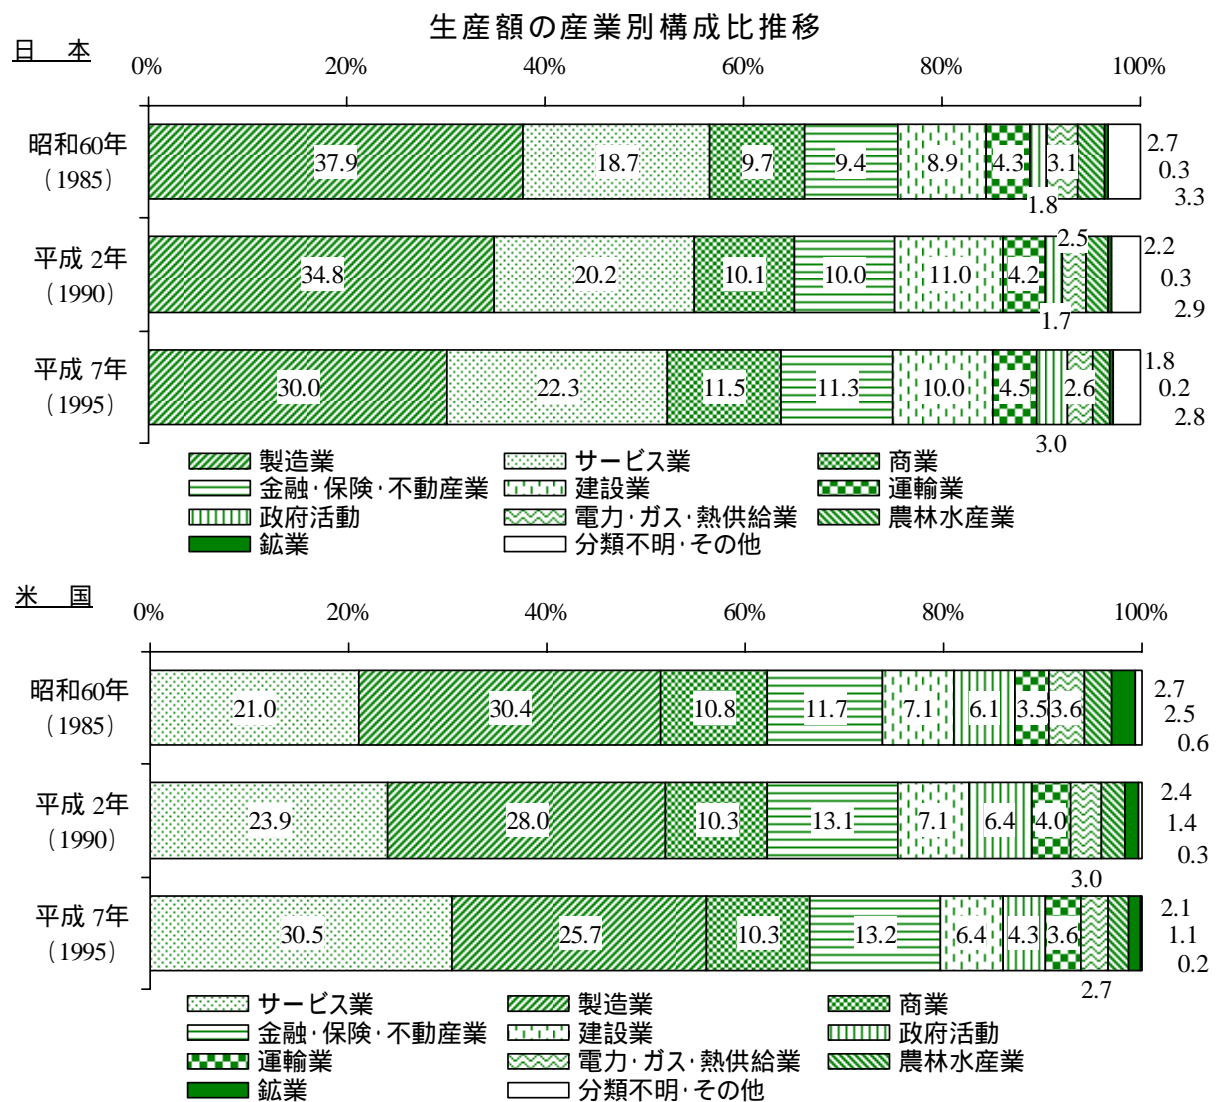 生産額の産業別構成比推移
日 本
0% 20% 40% 60% 80% 100%
昭和60年
（1985）
37.9 18.7 9.7 9.4 8.9 4.3 1.8 3.1 2.7 0.3 3.3
平成 2年
（1990）
34.8 20.2 10.1 10.0 11.0 4.2 1.7 2.5 2.2 0.3 2.9
平成 7年
（1995）
30.0 22.3 11.5 11.3 10.0 4.5 3.0 2.6 1.8 0.2 2.8
製造業 サービス業 商業
金融・保険・不動産業 建設業 運輸業
政府活動 電力・ガス・熱供給業 農林水産業
鉱業 分類不明・その他
米 国
0% 20% 40% 60% 80% 100%
昭和60年
（1985）
21.0 30.4 10.8 11.7 7.1 6.1 3.5 3.6 2.7 2.5 0.6
平成 2年
（1990）
23.9 28.0 10.3 13.1 7.1 6.4 4.0 3.0 2.4 1.4 0.3
平成 7年
（1995）
30.5 25.7 10.3 13.2 6.4 4.3 3.6 2.7 2.1 1.1 0.2
サービス業 製造業 商業
金融・保険・不動産業 建設業 政府活動
運輸業 電力・ガス・熱供給業 農林水産業
鉱業 分類不明・その他